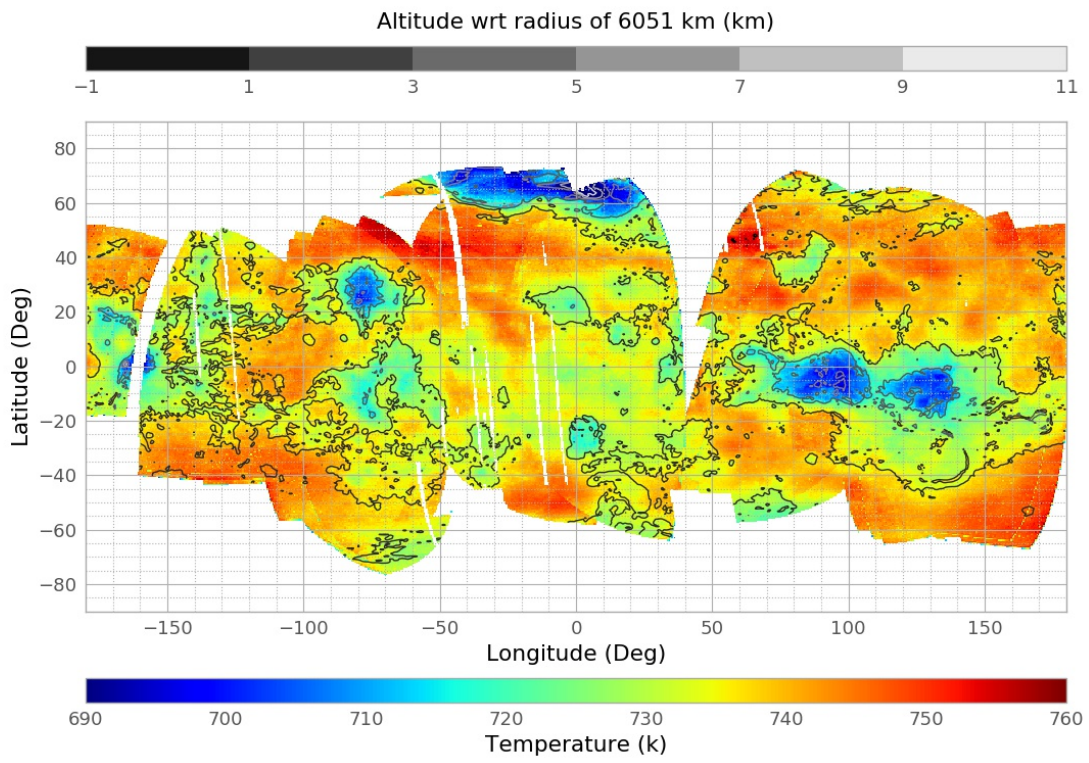 Altitude wrt radius of 6051 km (km)
−1 1 3 5 7 9 11
80
60
40
20
0
−20
−40
−60
−80
Latitude (Deg)
−150 −100 −50 0 50 100 150
Longitude (Deg)
690 700 710 720 730 740 750 760
Temperature (k)